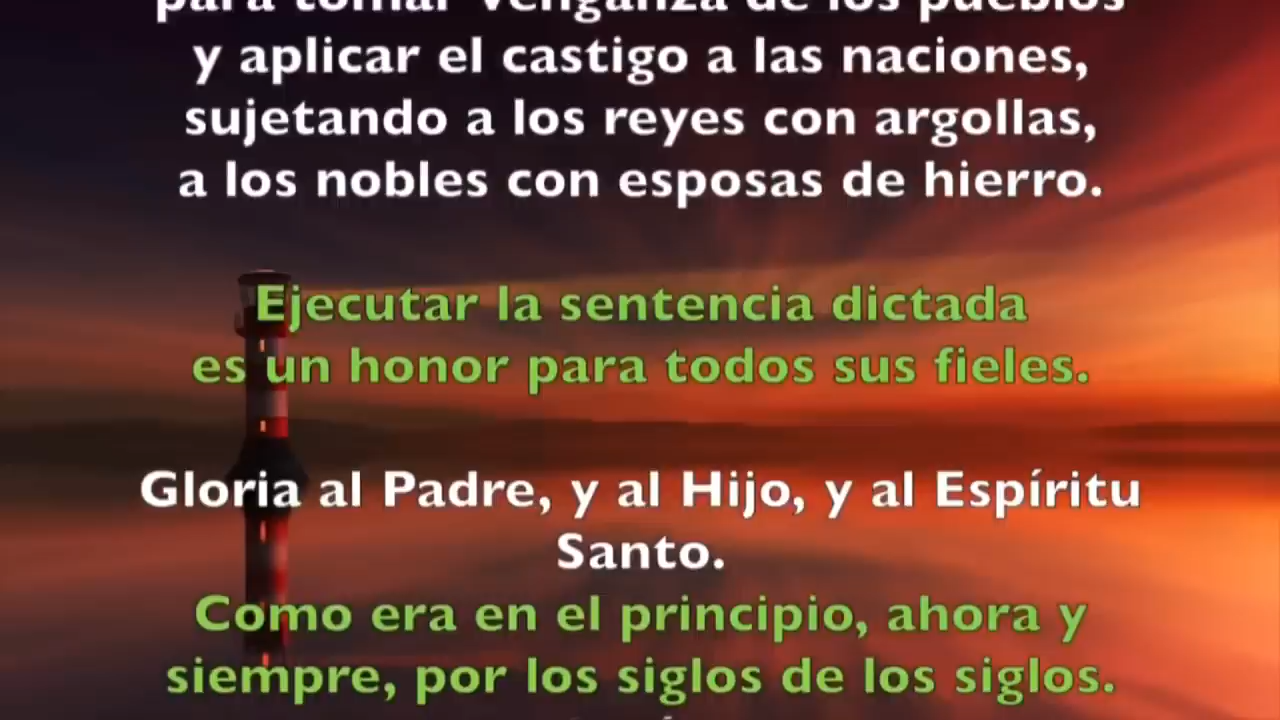 para tomar venganza de los pueblos
y aplicar el castigo a las naciones,
sujetando a los reyes con argollas,
a los nobles con esposas de hierro.
Ejecutar la sentencia dictada
es un honor para todos sus fieles.
Gloria al Padre, y al Hijo, y al Espíritu
Santo.
Como era en el principio, ahora y
siempre, por los siglos de los siglos.